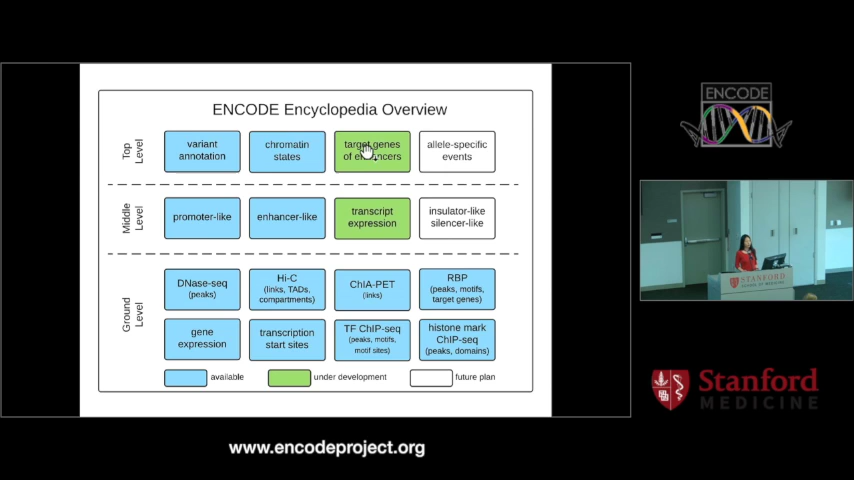 ENCODE Encyclopedia Overview
Top
Level
variant
annotation
chromatin
states
target genes
of enhancers
allele-specific
events
Middle
Level
promoter-like
enhancer-like
transcript
expression
insulator-like
silencer-like
Ground
Level
DNase-seq
(peaks)
Hi-C
(links, TADs,
compartments)
ChIA-PET
(links)
RBP
(peaks, motifs,
target genes)
gene
expression
transcription
start sites
TF ChIP-seq
(peaks, motifs,
motif sites)
histone mark
ChIP-seq
(peaks, domains)
available
under development
future plan
ENCODE
STANFORD
Stanford
MEDICINE
www.encodeproject.org